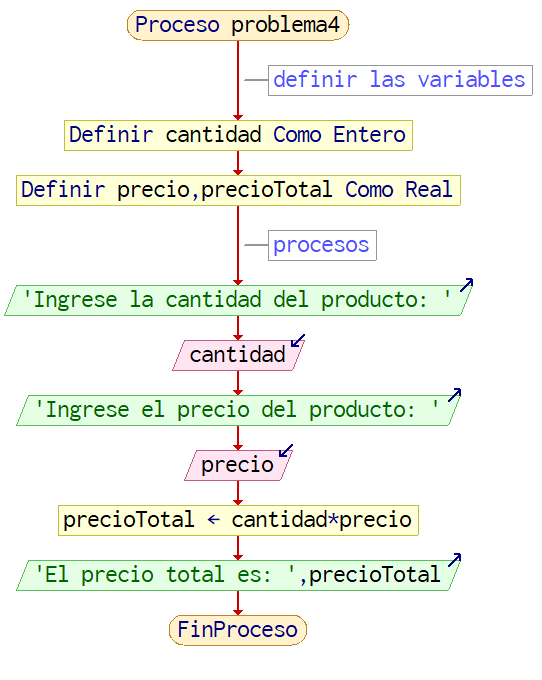 Proceso problema4
definir las variables
Definir cantidad Como Entero
Definir precio,precioTotal Como Real
procesos
'Ingrese la cantidad del producto: '
cantidad
'Ingrese el precio del producto: '
precio
precioTotal ← cantidad*precio
'El precio total es: ',precioTotal
FinProceso